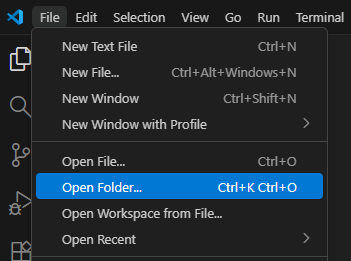 File Edit Selection View Go Run Terminal
New Text File Ctrl+N
New File... Ctrl+Alt+Windows+N
New Window Ctrl+Shift+N
New Window with Profile
Open File... Ctrl+O
Open Folder... Ctrl+K Ctrl+O
Open Workspace from File...
Open Recent